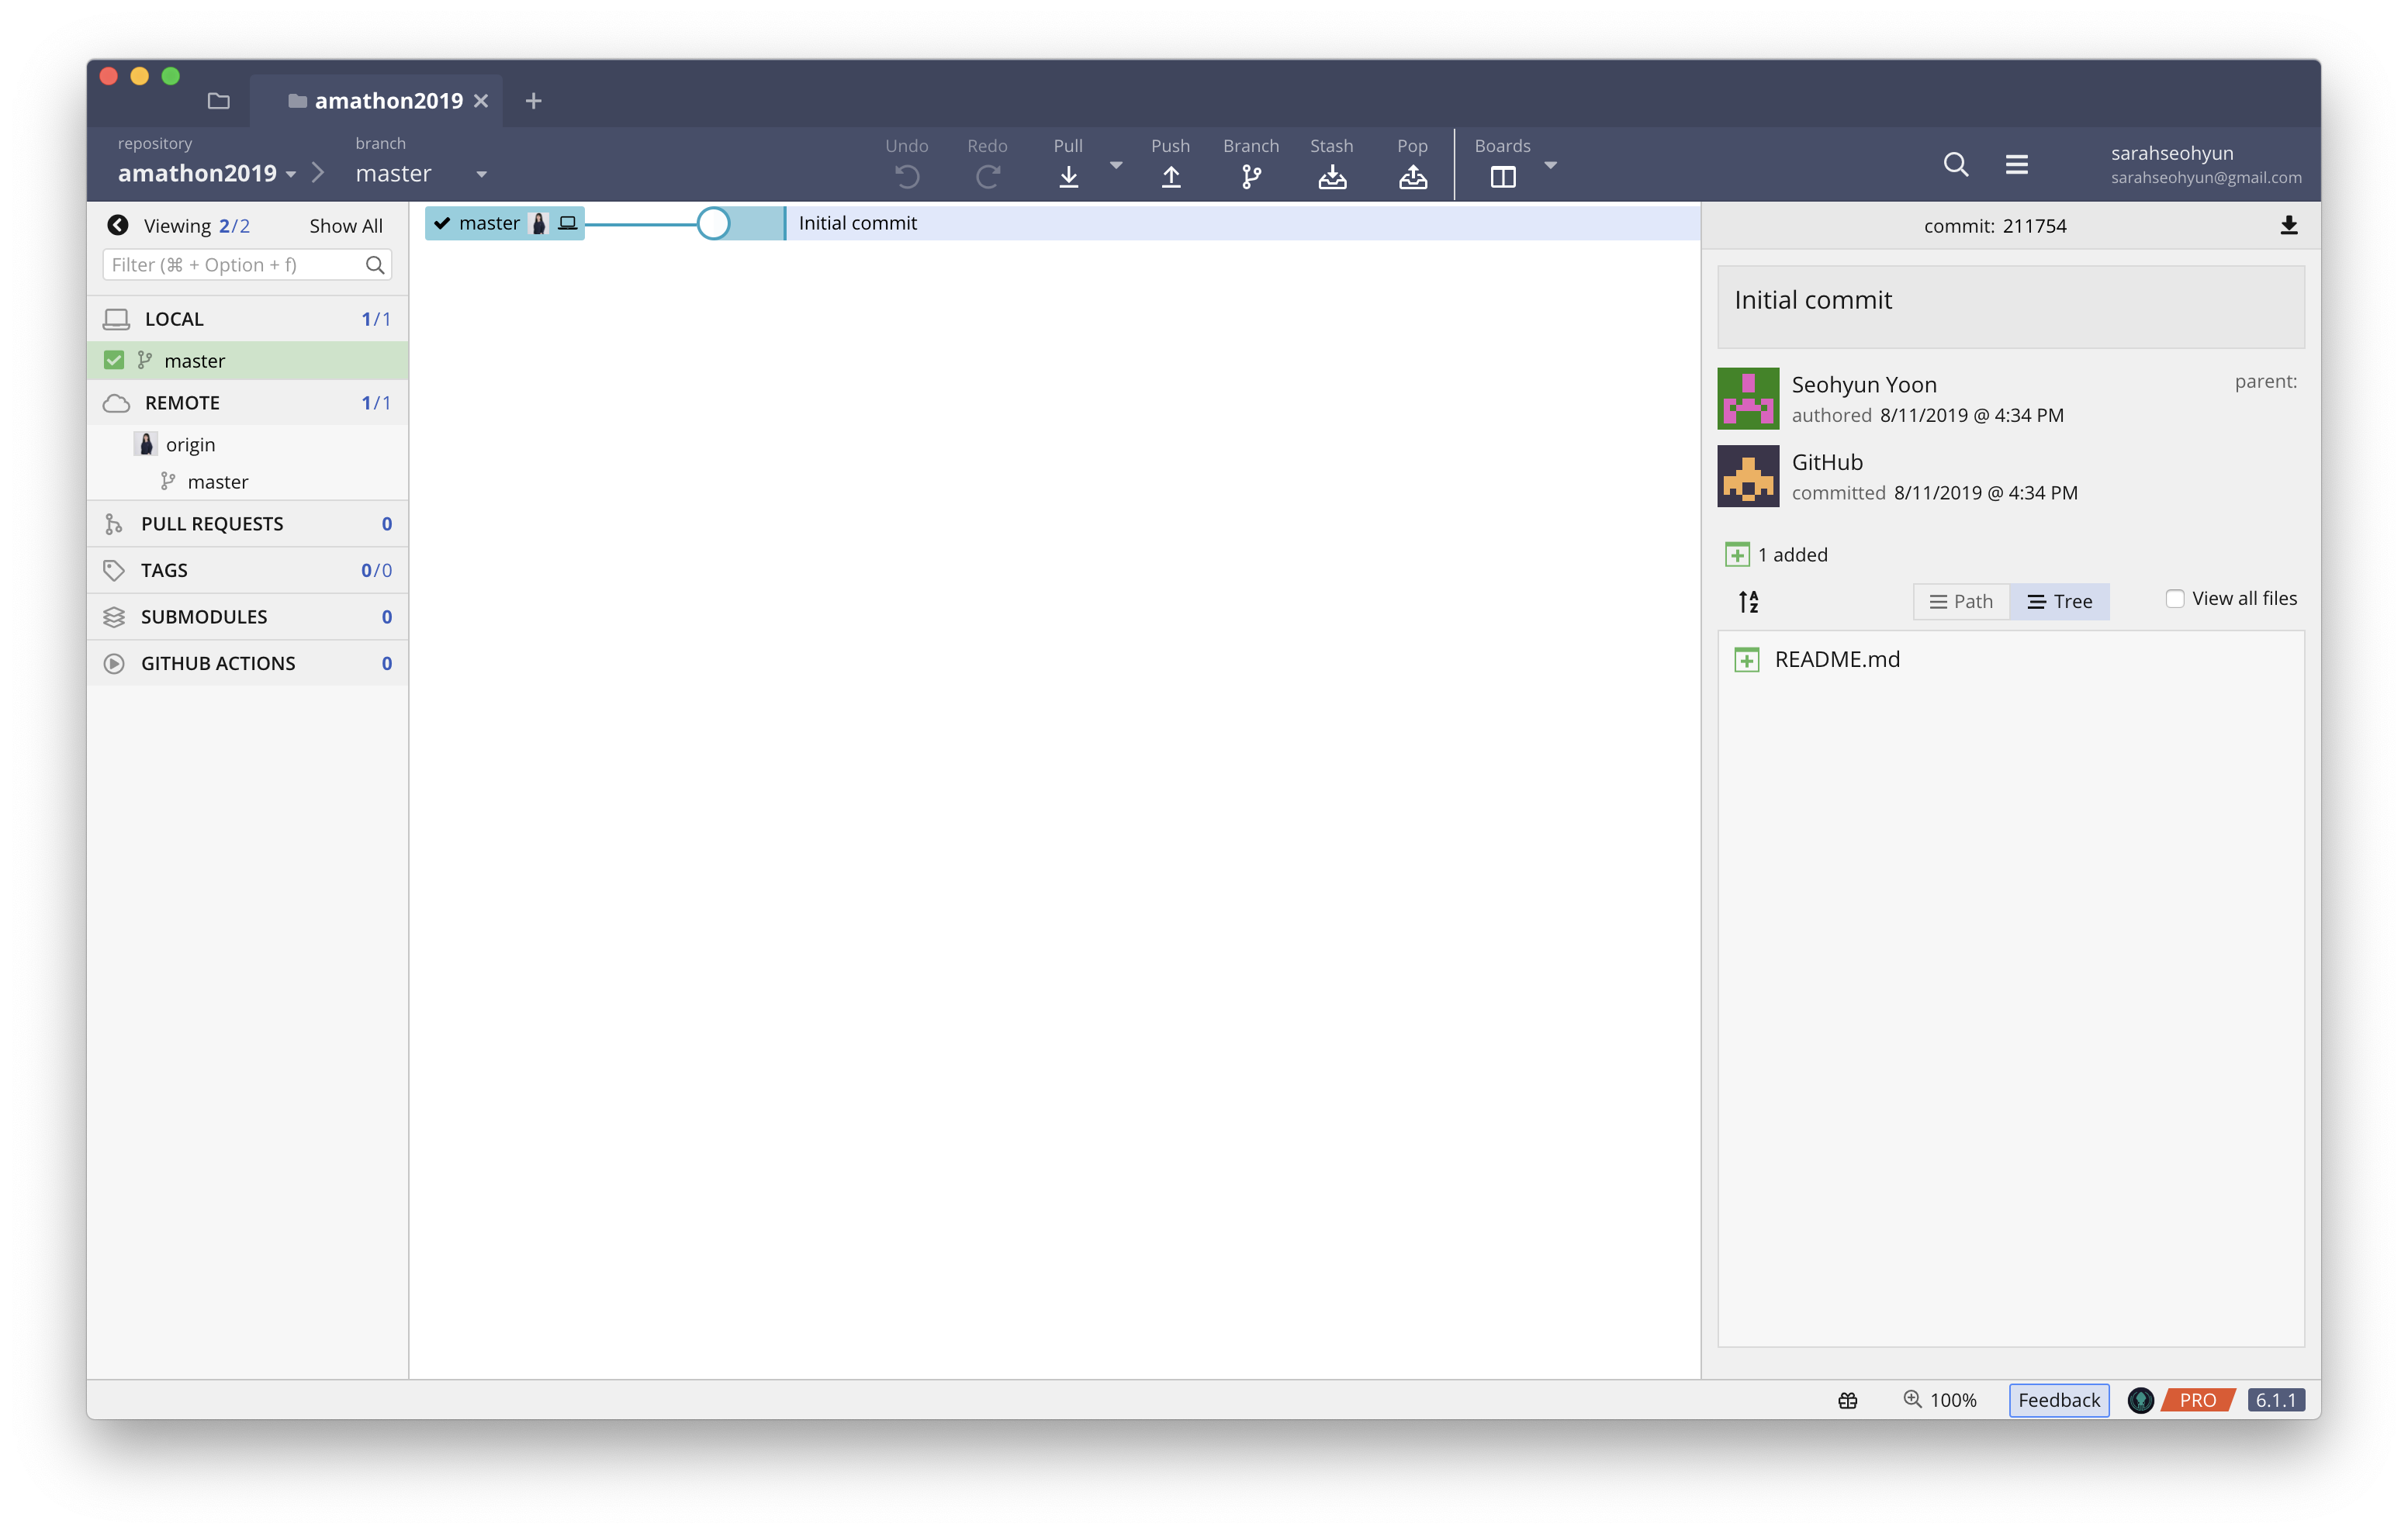 amathon2019
repository
amathon2019
branch
master
Undo
Redo
Pull
Push
Branch
Stash
Pop
Boards
sarahseohyun
sarahseohyun@gmail.com
Viewing 2/2
Show All
Filter (⌘ + Option + f)
LOCAL 1/1
master
REMOTE 1/1
origin
master
PULL REQUESTS 0
TAGS 0/0
SUBMODULES 0
GITHUB ACTIONS 0
master
Initial commit
commit: 211754
Initial commit
Seohyun Yoon
parent:
authored 8/11/2019 @ 4:34 PM
GitHub
committed 8/11/2019 @ 4:34 PM
1 added
A
Z
Path
Tree
View all files
README.md
100%
Feedback
PRO
6.1.1